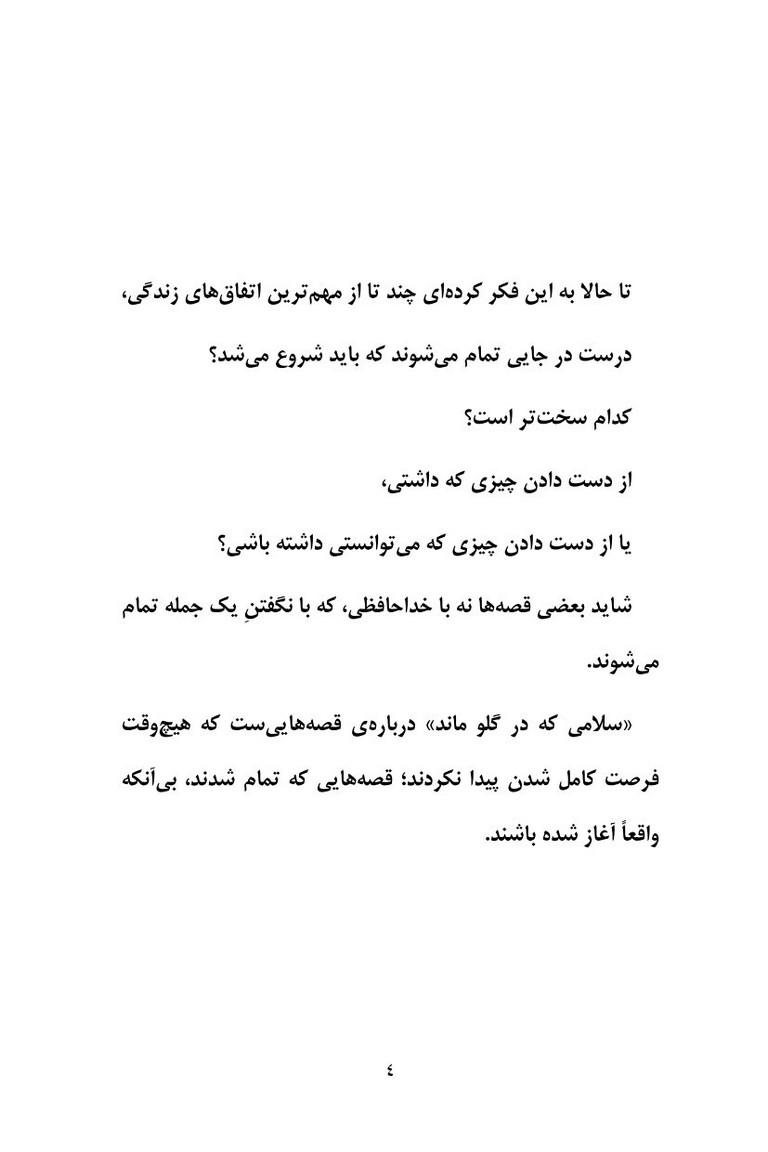 تا حالا به این فکر کرده‌ای چند تا از مهم‌ترین اتفاق‌های زندگی،
درست در جایی تمام می‌شوند که باید شروع می‌شد؟
کدام سخت‌تر است؟
از دست دادن چیزی که داشتی،
یا از دست دادن چیزی که می‌توانستی داشته باشی؟
شاید بعضی قصه‌ها نه با خداحافظی، که با نگفتنِ یک جمله تمام
می‌شوند.
«سلامی که در گلو ماند» درباره‌ی قصه‌هایی‌ست که هیچ‌وقت
فرصت کامل شدن پیدا نکردند؛ قصه‌هایی که تمام شدند، بی‌آنکه
واقعاً آغاز شده باشند.
٤